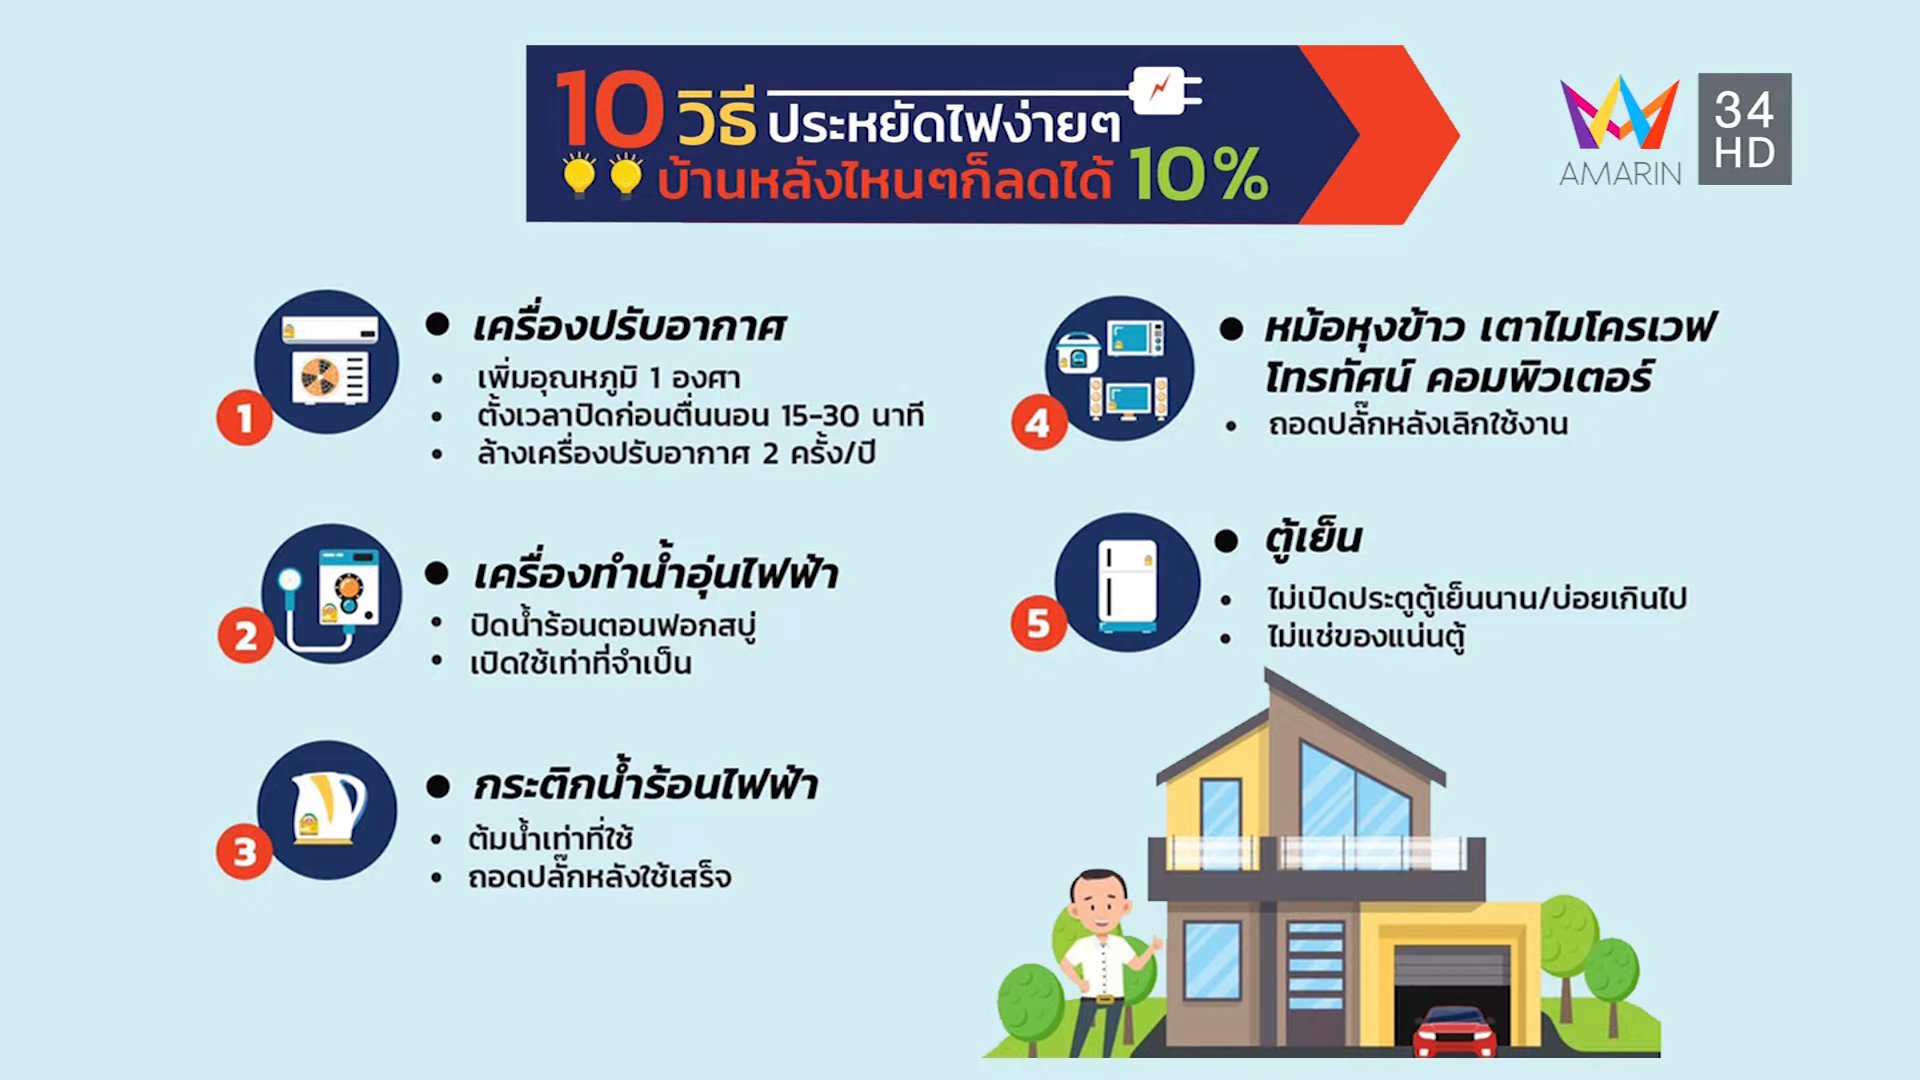 10 วิธี ประหยัดไฟง่ายๆ
บ้านหลังไหนๆก็ลดได้ 10%
AMARIN 34 HD
1
● เครื่องปรับอากาศ
• เพิ่มอุณหภูมิ 1 องศา
• ตั้งเวลาปิดก่อนตื่นนอน 15-30 นาที
• ล้างเครื่องปรับอากาศ 2 ครั้ง/ปี
2
● เครื่องทำน้ำอุ่นไฟฟ้า
• ปิดน้ำร้อนตอนฟอกสบู่
• เปิดใช้เท่าที่จำเป็น
3
● กระติกน้ำร้อนไฟฟ้า
• ต้มน้ำเท่าที่ใช้
• ถอดปลั๊กหลังใช้เสร็จ
4
● หม้อหุงข้าว เตาไมโครเวฟ
โทรทัศน์ คอมพิวเตอร์
• ถอดปลั๊กหลังเลิกใช้งาน
5
● ตู้เย็น
• ไม่เปิดประตูตู้เย็นนาน/บ่อยเกินไป
• ไม่แช่ของแน่นตู้